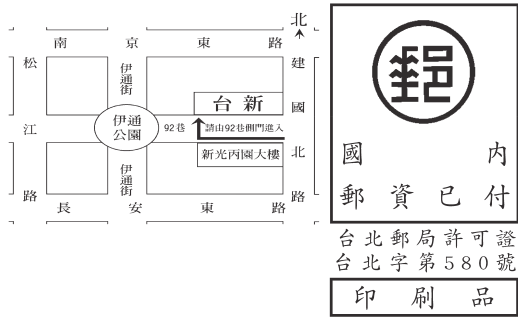 北
南京東路
松江路
伊通街
建國北路
台新
伊通
公園
92巷
請由92巷側門進入
新光丙園大樓
伊通街
長安東路
郵
國內
郵資已付
台北郵局許可證
台北字第580號
印刷品